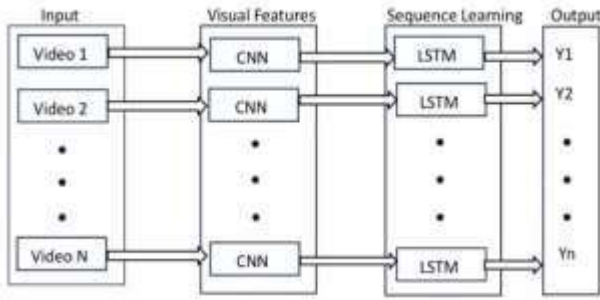 Input Visual Features Sequence Learning Output
Video 1 CNN LSTM Y1
Video 2 CNN LSTM Y2
Video N CNN LSTM Yn